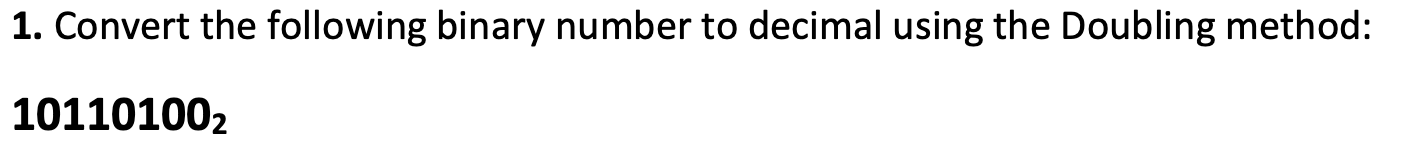 1. Convert the following binary number to decimal using the Doubling method:
10110100₂